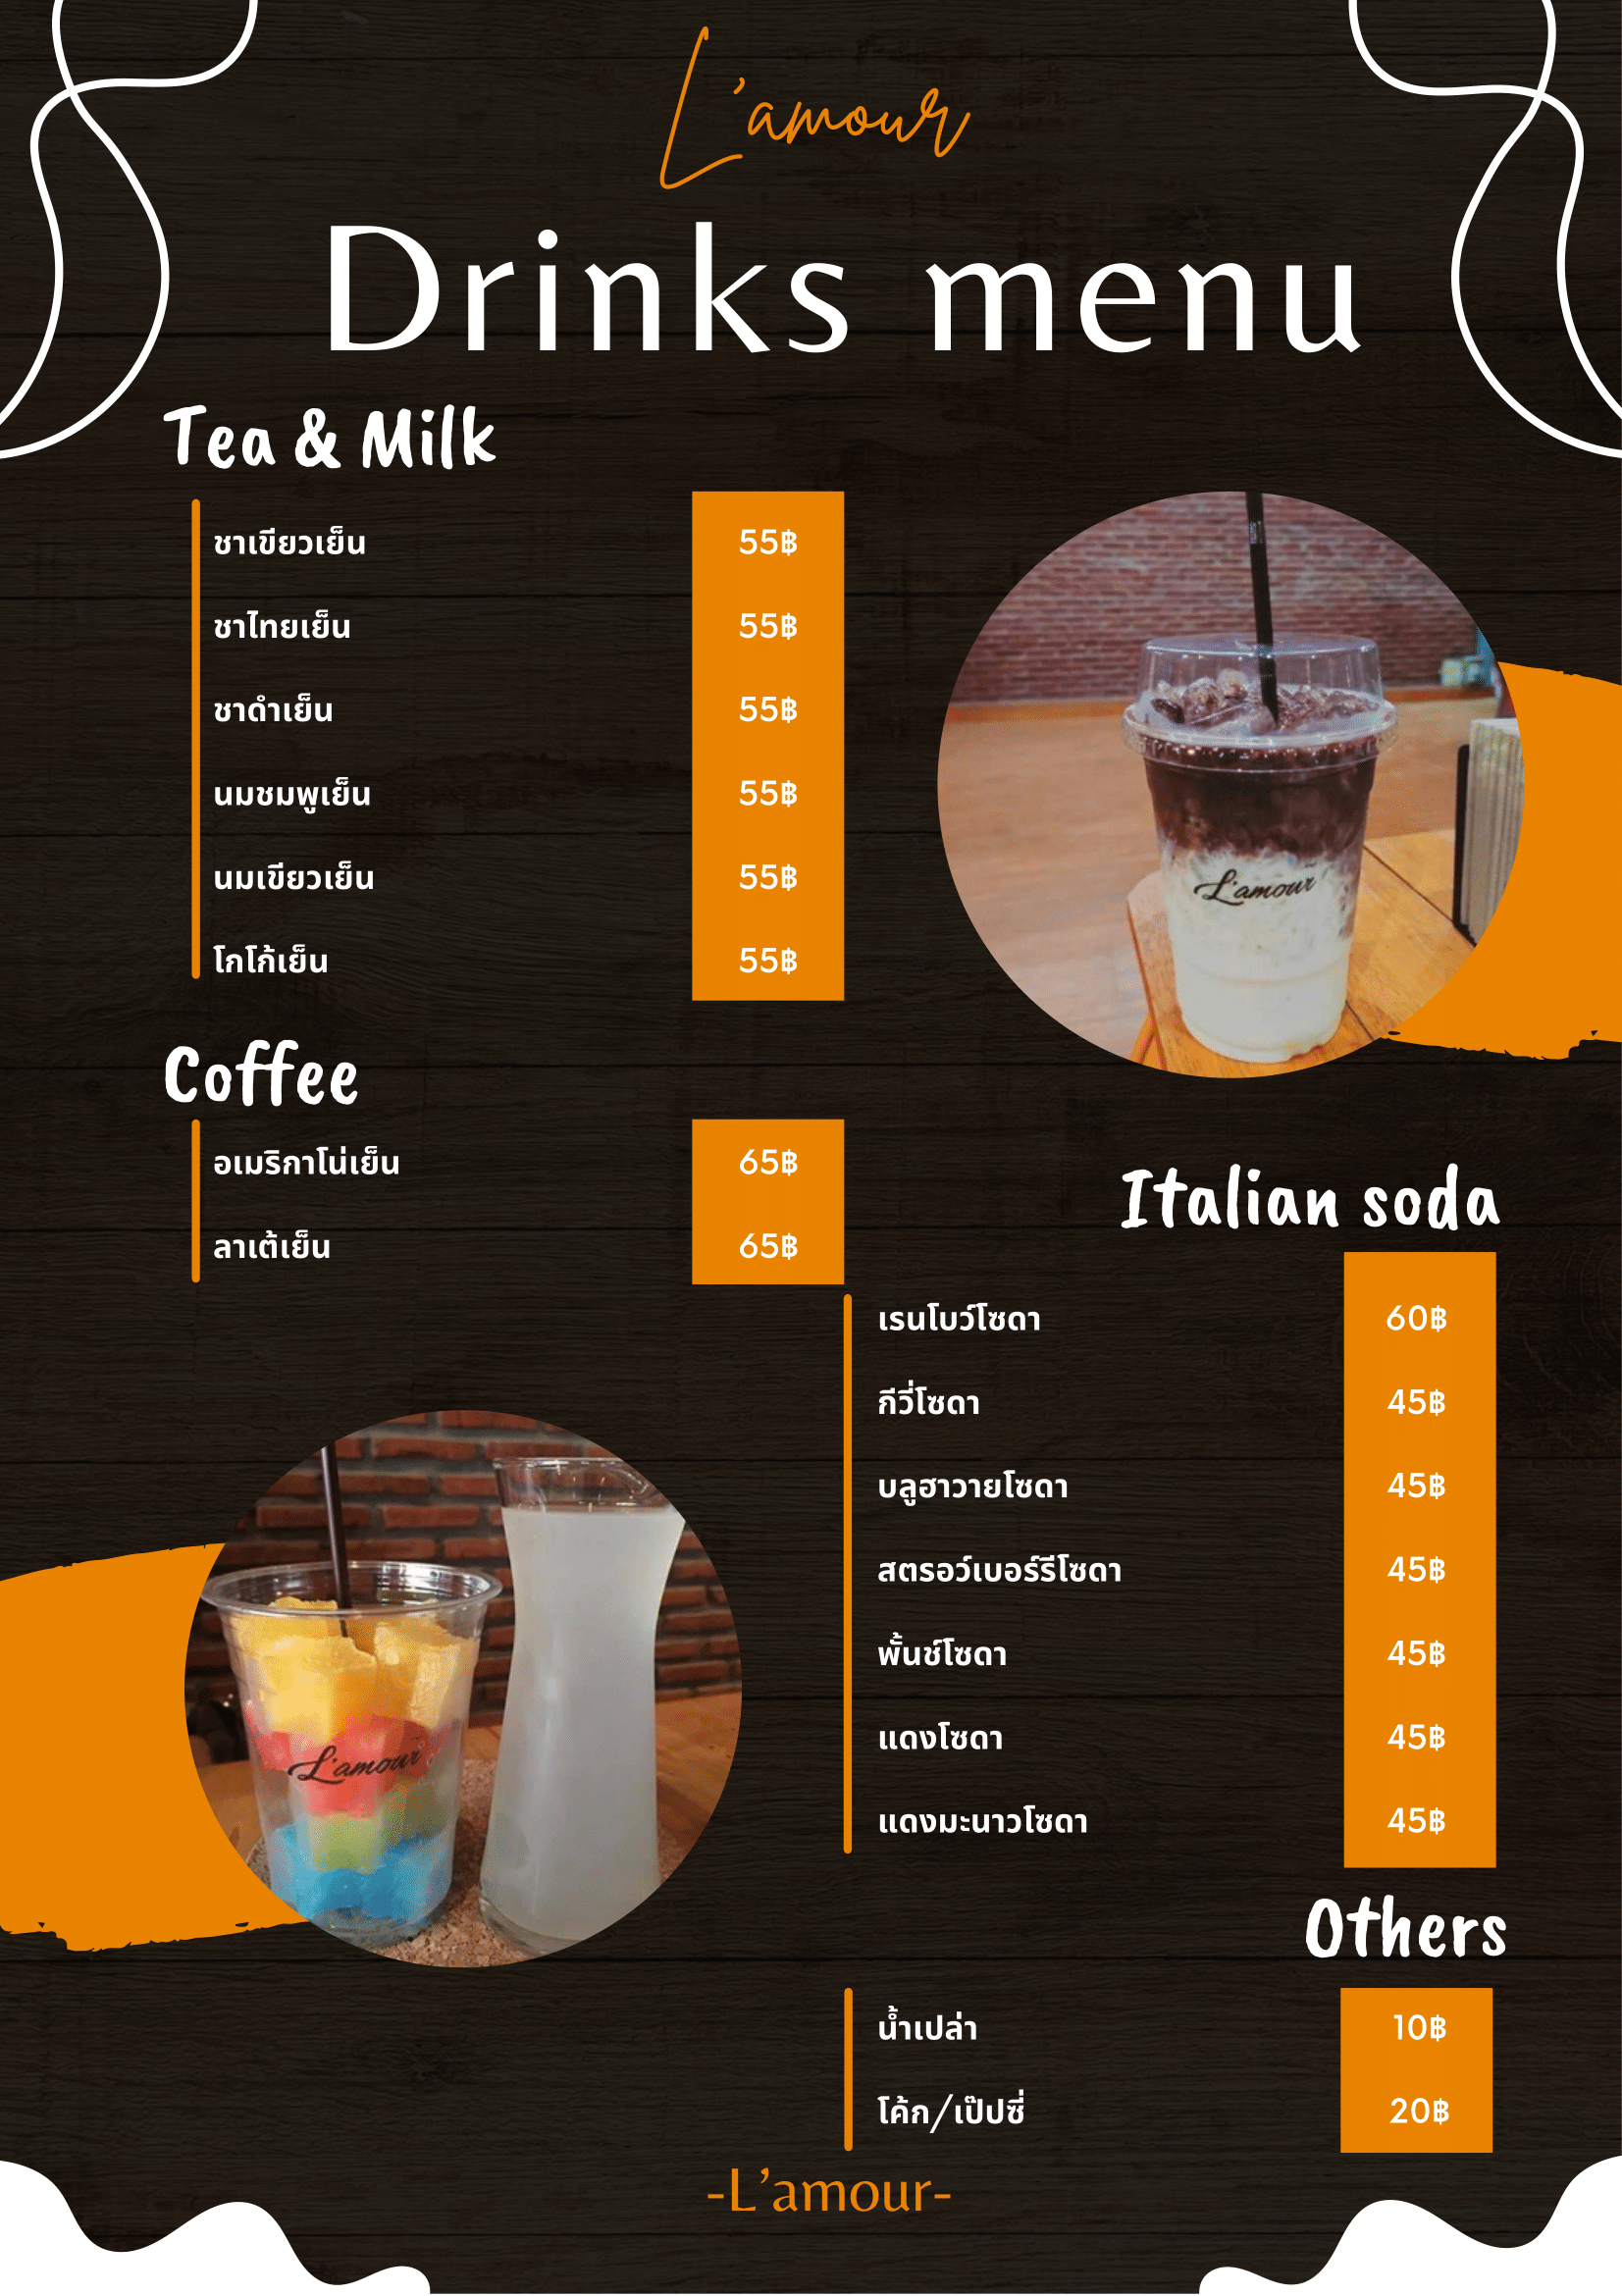 L'amour
Drinks menu
Tea & Milk
ชาเขียวเย็น 55฿
ชาไทยเย็น 55฿
ชาดำเย็น 55฿
นมชมพูเย็น 55฿
นมเขียวเย็น 55฿
โกโก้เย็น 55฿
L'amour
Coffee
อเมริกาโน่เย็น 65฿
ลาเต้เย็น 65฿
Italian soda
เรนโบว์โซดา 60฿
กีวี่โซดา 45฿
บลูฮาวายโซดา 45฿
สตรอว์เบอร์รีโซดา 45฿
พั้นช์โซดา 45฿
แดงโซดา 45฿
แดงมะนาวโซดา 45฿
L'amour
Others
น้ำเปล่า 10฿
โค้ก/เป๊ปซี่ 20฿
-L'amour-